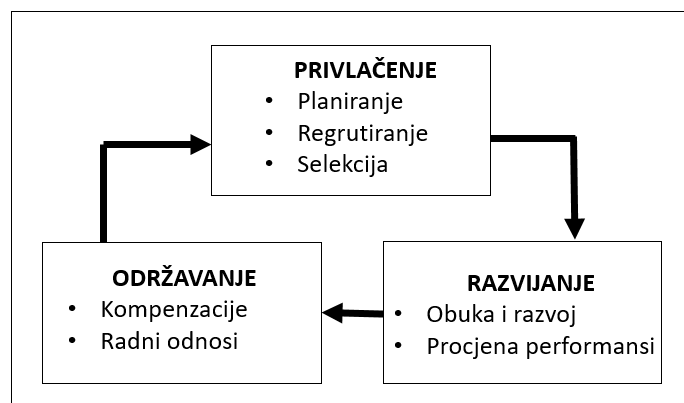 PRIVLAČENJE
• Planiranje
• Regrutiranje
• Selekcija
ODRŽAVANJE
• Kompenzacije
• Radni odnosi
RAZVIJANJE
• Obuka i razvoj
• Procjena performansi